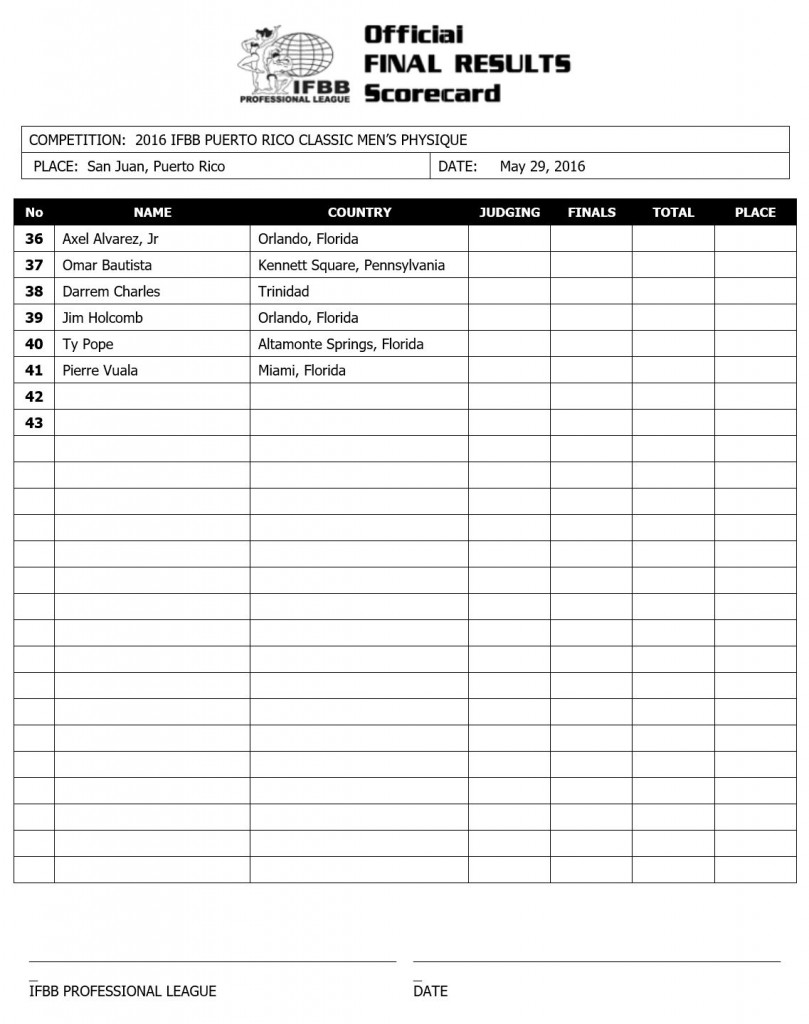 Official
FINAL RESULTS
Scorecard
IFBB
PROFESSIONAL LEAGUE
COMPETITION: 2016 IFBB PUERTO RICO CLASSIC MEN’S PHYSIQUE
PLACE: San Juan, Puerto Rico DATE: May 29, 2016
No NAME COUNTRY JUDGING FINALS TOTAL PLACE
36 Axel Alvarez, Jr Orlando, Florida
37 Omar Bautista Kennett Square, Pennsylvania
38 Darrem Charles Trinidad
39 Jim Holcomb Orlando, Florida
40 Ty Pope Altamonte Springs, Florida
41 Pierre Vuala Miami, Florida
42
43
IFBB PROFESSIONAL LEAGUE DATE